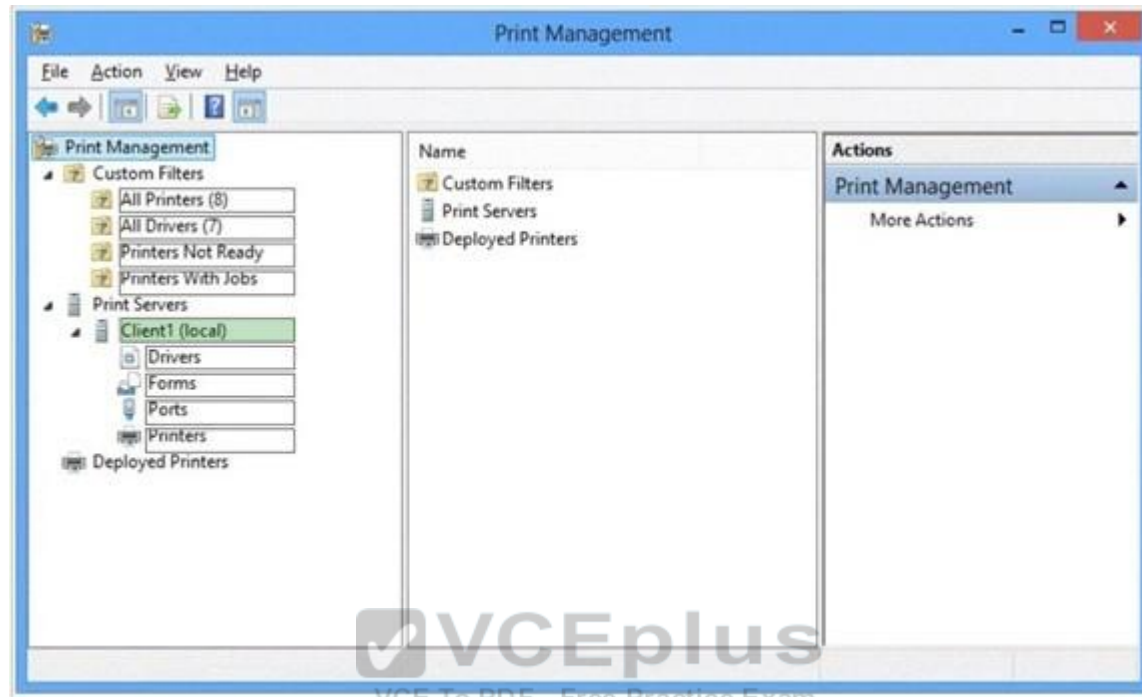 Print Management
File Action View Help
Print Management
Custom Filters
All Printers (8)
All Drivers (7)
Printers Not Ready
Printers With Jobs
Print Servers
Client1 (local)
Drivers
Forms
Ports
Printers
Deployed Printers
Name
Custom Filters
Print Servers
Deployed Printers
Actions
Print Management
More Actions
VCEplus
VCE To PDF - Free Practice Exam